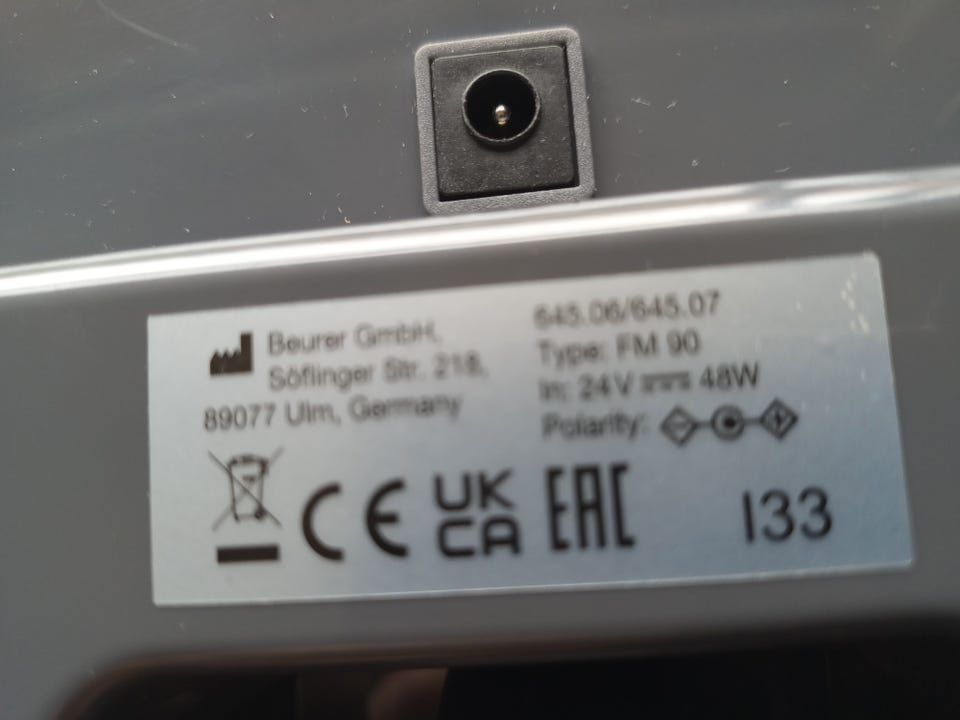 Beurer GmbH,
Söflinger Str. 218,
89077 Ulm, Germany
645.06/645.07
Type: FM 90
In: 24V ⎓ 48W
Polarity:
CE
UK
CA
EAC
I33